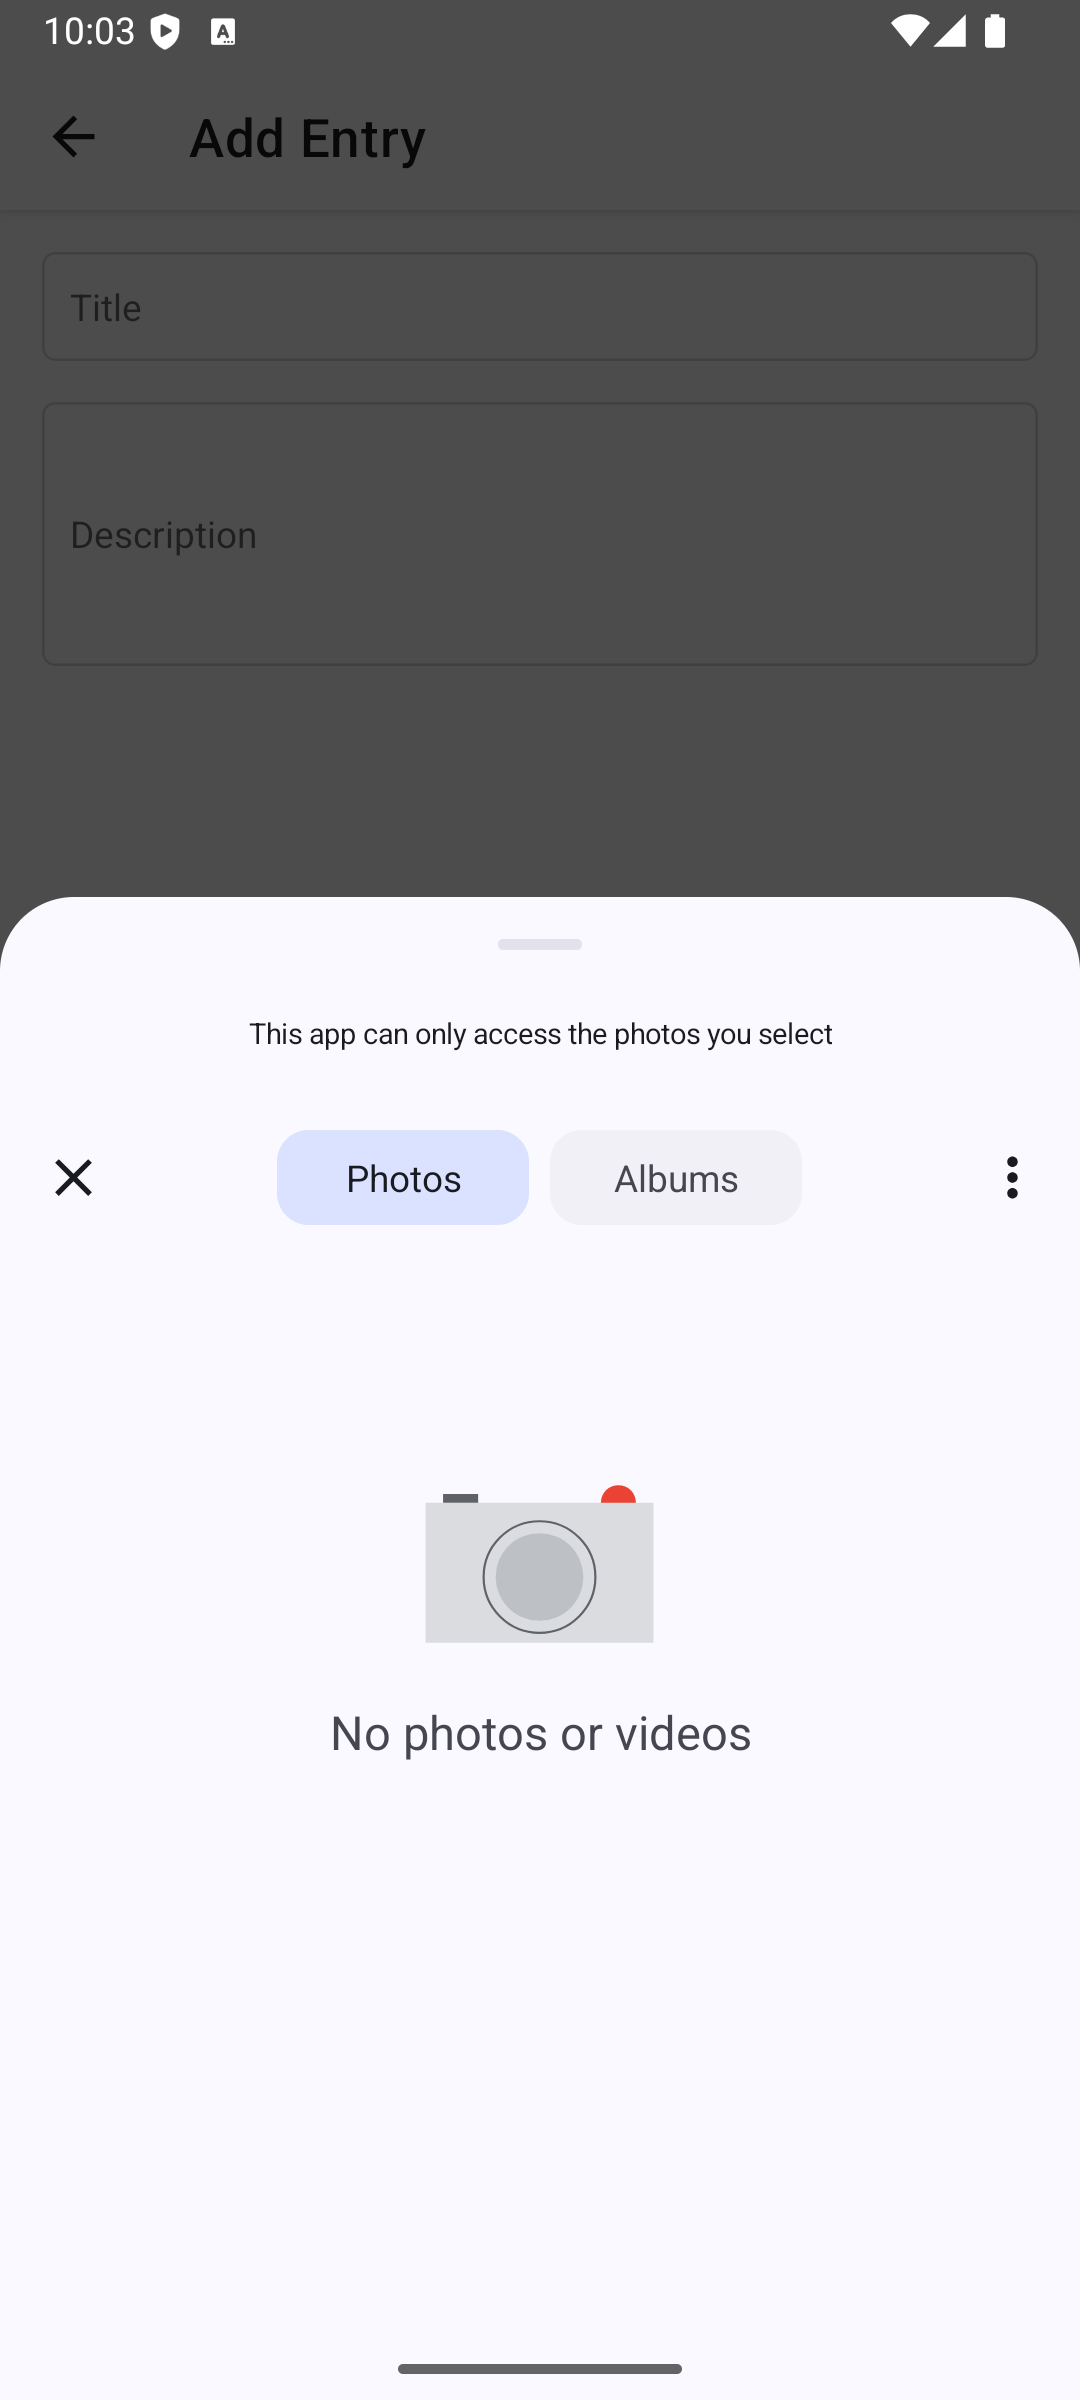 10:03
Add Entry
Title
Description
This app can only access the photos you select
Photos
Albums
No photos or videos